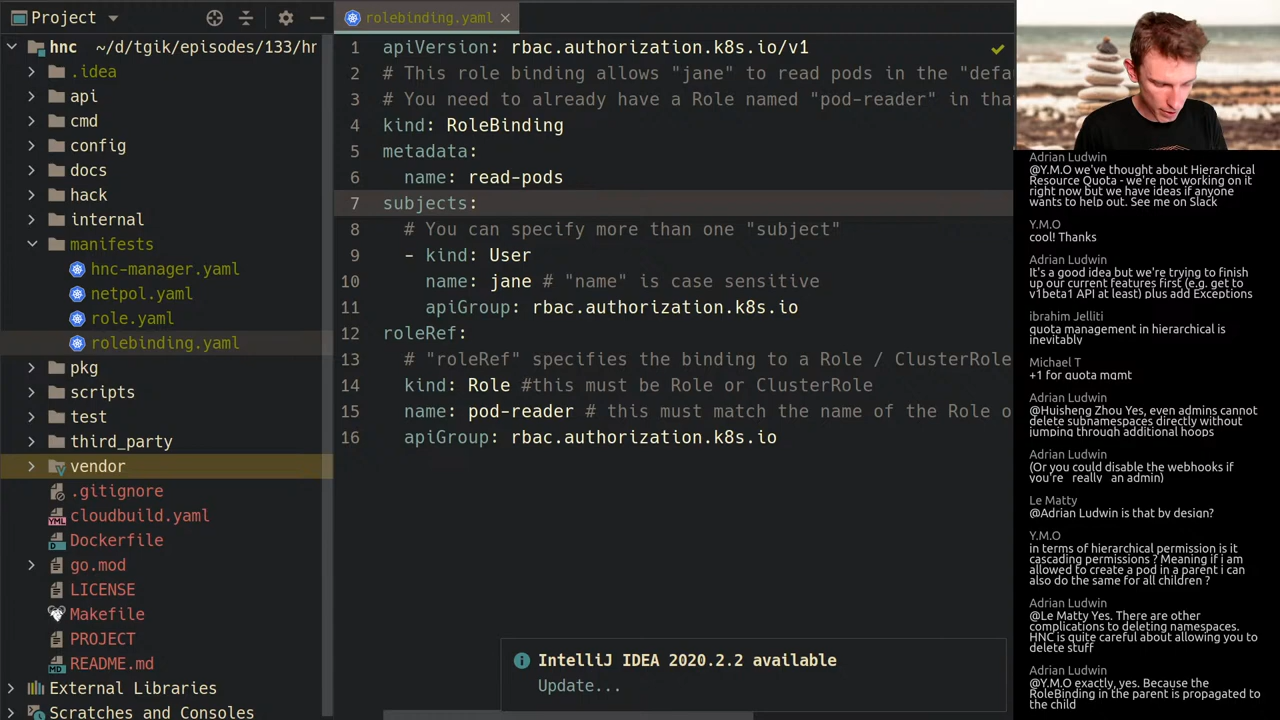 Project
hnc ~/d/tgik/episodes/133/hr
.idea
api
cmd
config
docs
hack
internal
manifests
hnc-manager.yaml
netpol.yaml
role.yaml
rolebinding.yaml
pkg
scripts
test
third_party
vendor
.gitignore
cloudbuild.yaml
Dockerfile
go.mod
LICENSE
Makefile
PROJECT
README.md
External Libraries
Scratches and Consoles
rolebinding.yaml
1 apiVersion: rbac.authorization.k8s.io/v1
2 # This role binding allows "jane" to read pods in the "defa
3 # You need to already have a Role named "pod-reader" in tha
4 kind: RoleBinding
5 metadata:
6 name: read-pods
7 subjects:
8 # You can specify more than one "subject"
9 - kind: User
10 name: jane # "name" is case sensitive
11 apiGroup: rbac.authorization.k8s.io
12 roleRef:
13 # "roleRef" specifies the binding to a Role / ClusterRole
14 kind: Role #this must be Role or ClusterRole
15 name: pod-reader # this must match the name of the Role o
16 apiGroup: rbac.authorization.k8s.io
IntelliJ IDEA 2020.2.2 available
Update...
Adrian Ludwin
@Y.M.O we've thought about Hierarchical
Resource Quota - we're not working on it
right now but we have ideas if anyone
wants to help out. See me on Slack
Y.M.O
cool! Thanks
Adrian Ludwin
It's a good idea but we're trying to finish
up our current features first (e.g. get to
v1beta1 API at least) plus add Exceptions
ibrahim Jelliti
quota management in hierarchical is
inevitably
Michael T
+1 for quota mgmt
Adrian Ludwin
@Huisheng Zhou Yes, even admins cannot
delete subnamespaces directly without
jumping through additional hoops
Adrian Ludwin
(Or you could disable the webhooks if
you're _really_ an admin)
Le Matty
@Adrian Ludwin is that by design?
Y.M.O
in terms of hierarchical permission is it
cascading permissions ? Meaning if i am
allowed to create a pod in a parent i can
also do the same for all children ?
Adrian Ludwin
@Le Matty Yes. There are other
complications to deleting namespaces.
HNC is quite careful about allowing you to
delete stuff
Adrian Ludwin
@Y.M.O exactly, yes. Because the
RoleBinding in the parent is propagated to
the child